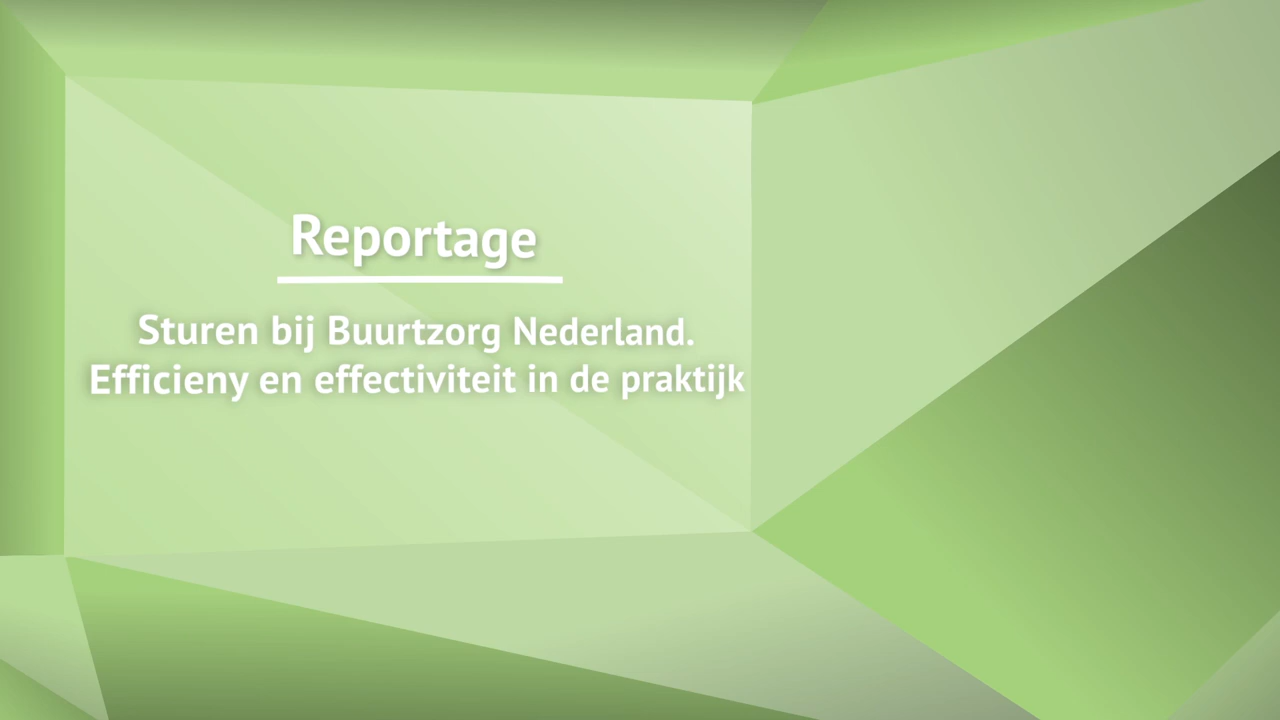 Reportage
Sturen bij Buurtzorg Nederland.
Efficieny en effectiviteit in de praktijk